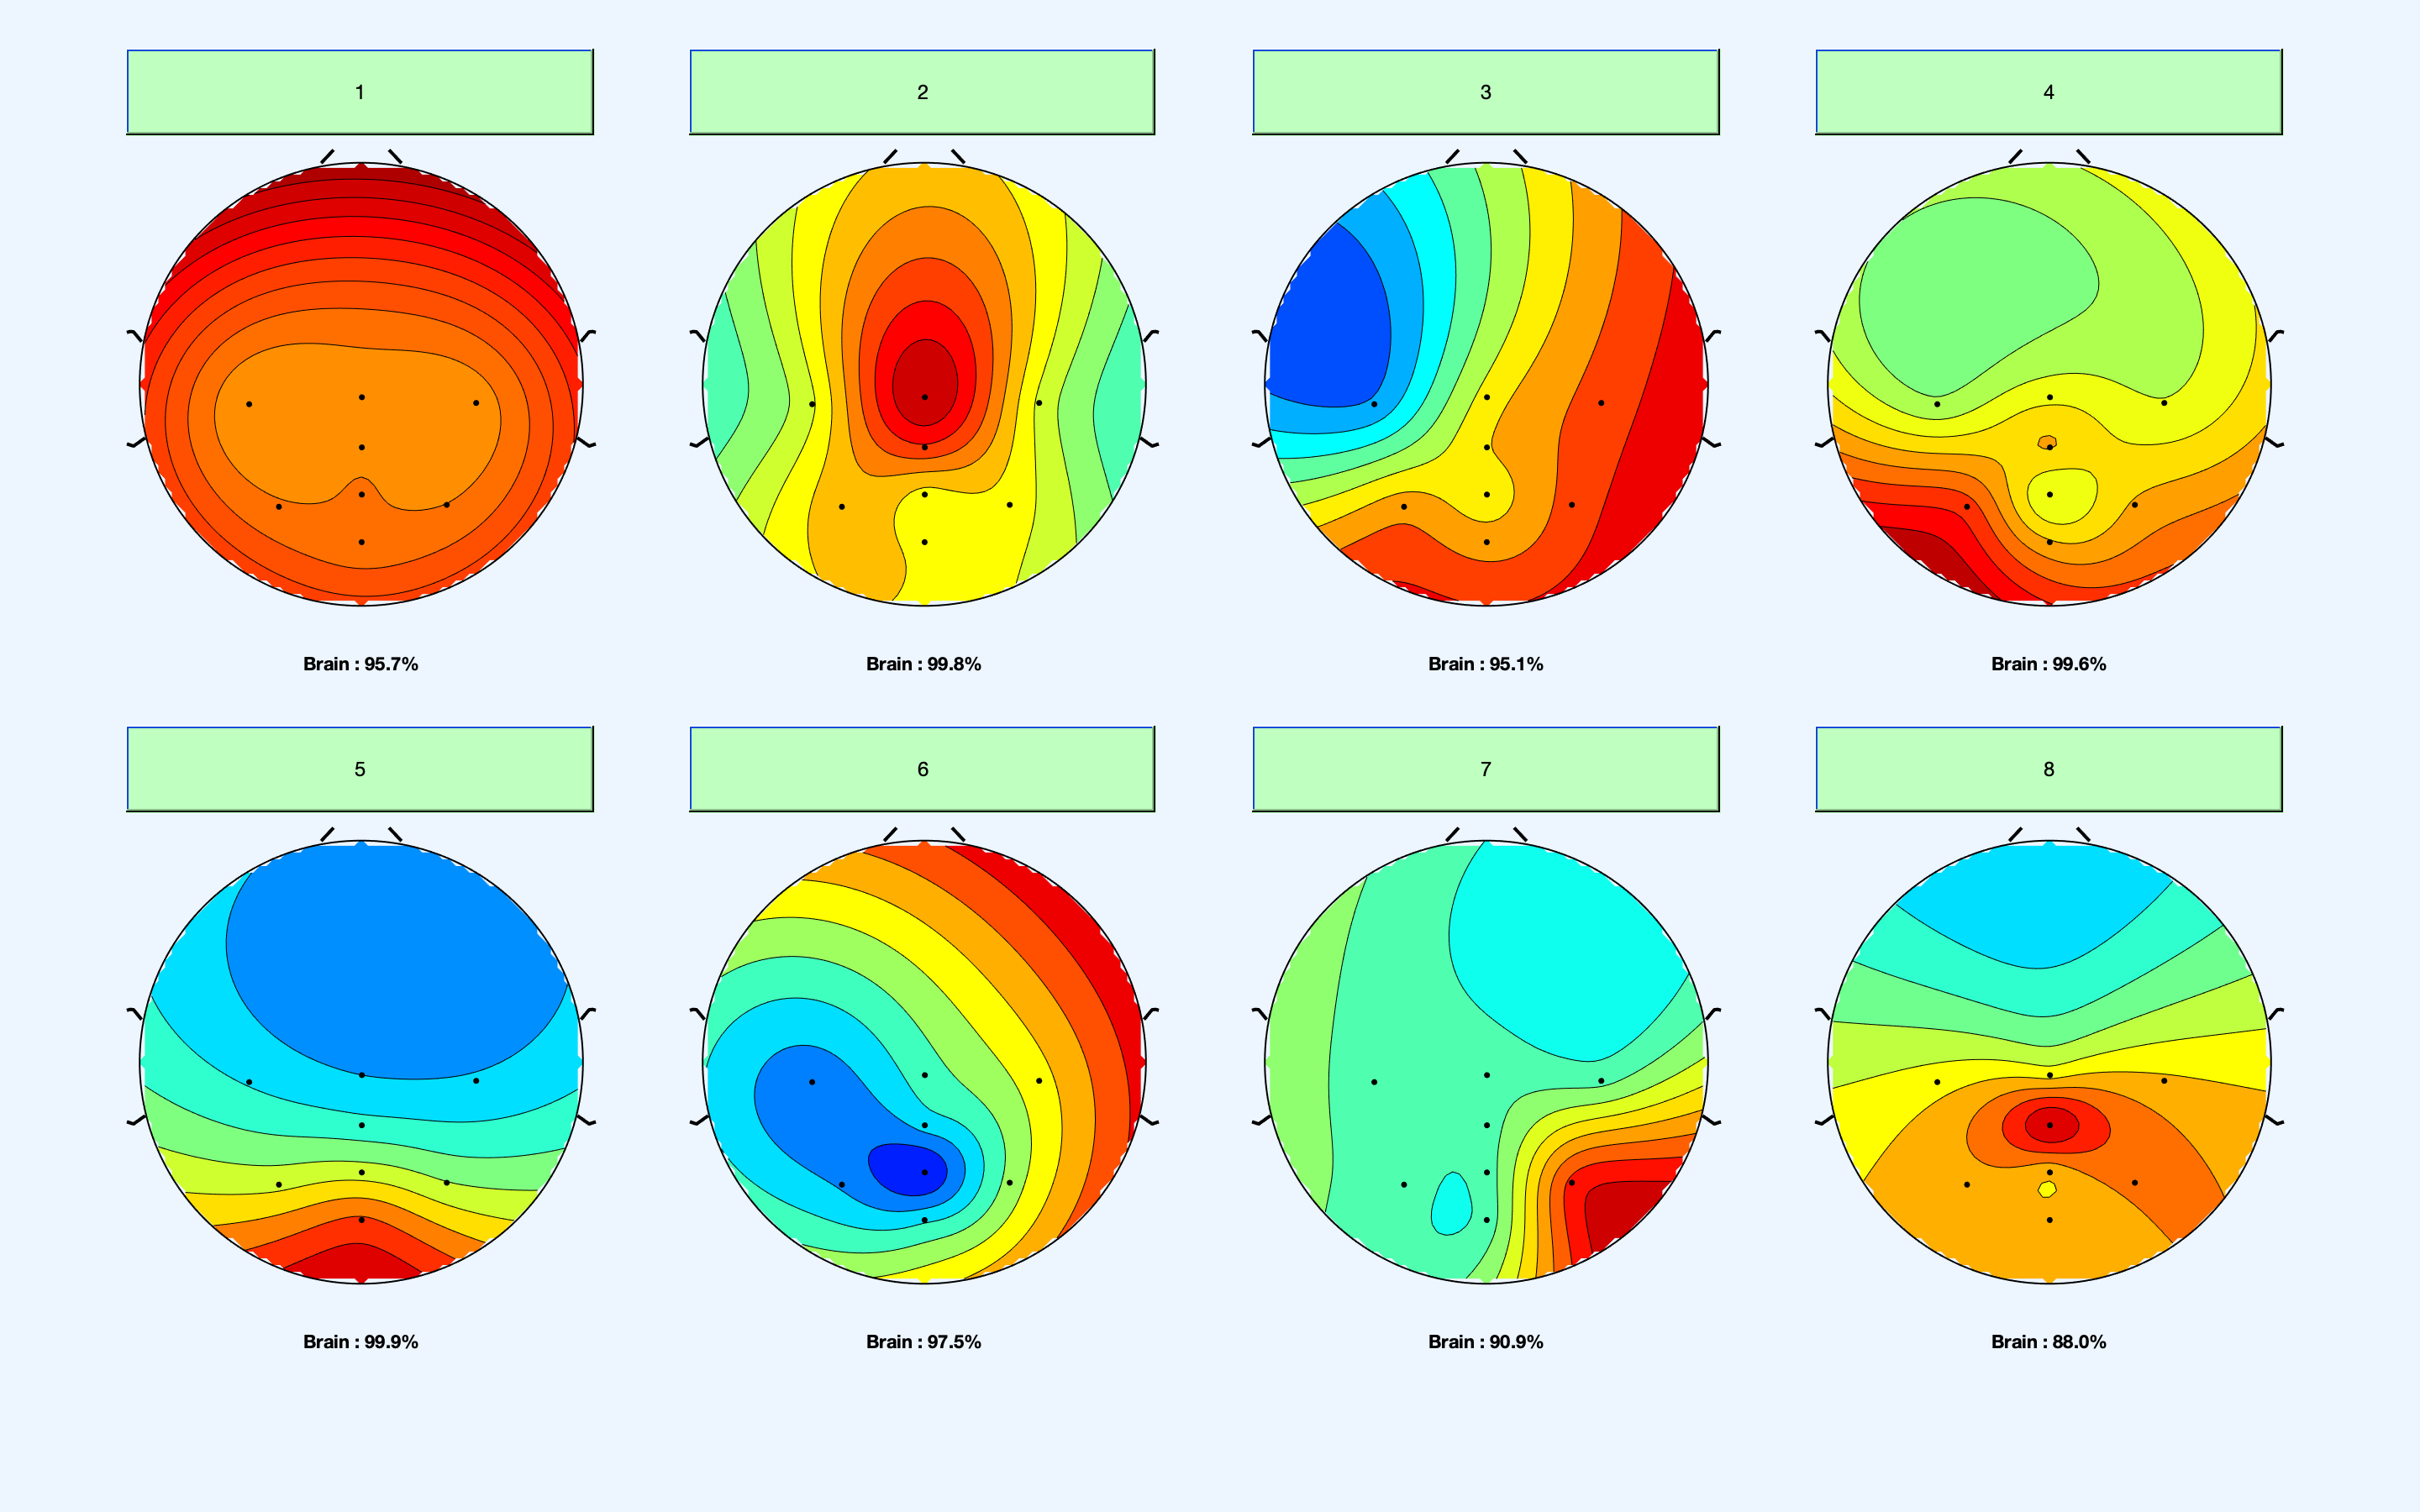 1
2
3
4
Brain : 95.7%
Brain : 99.8%
Brain : 95.1%
Brain : 99.6%
5
6
7
8
Brain : 99.9%
Brain : 97.5%
Brain : 90.9%
Brain : 88.0%